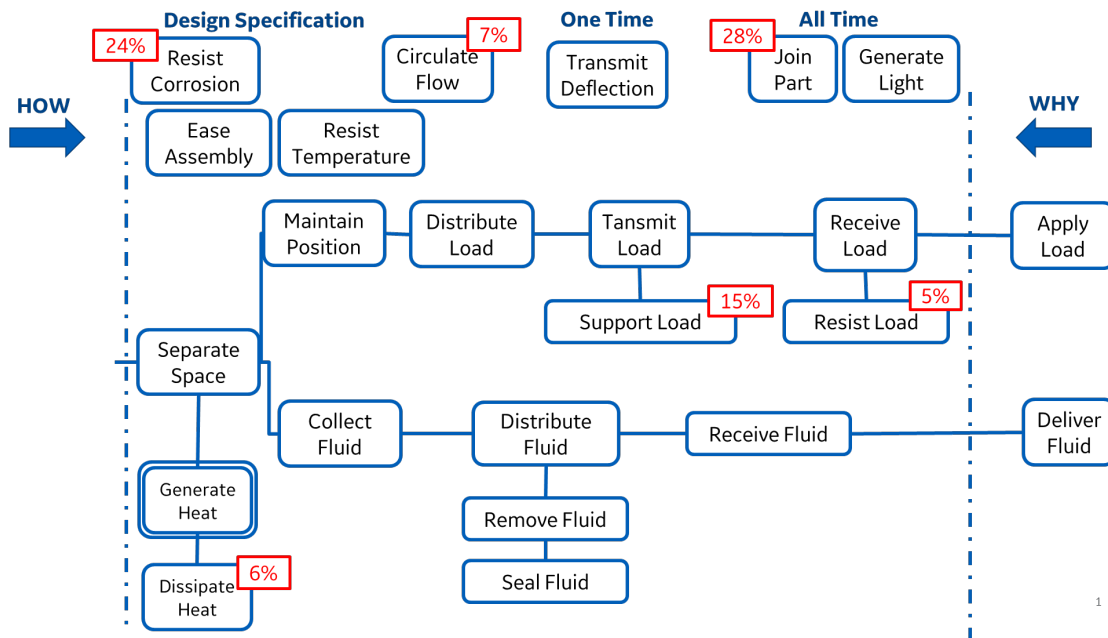 Design Specification
One Time
All Time
24%
Resist
Corrosion
7%
Circulate
Flow
Transmit
Deflection
28%
Join
Part
Generate
Light
HOW
WHY
Ease
Assembly
Resist
Temperature
Maintain
Position
Distribute
Load
Tansmit
Load
Receive
Load
Apply
Load
15%
Support Load
5%
Resist Load
Separate
Space
Collect
Fluid
Distribute
Fluid
Receive Fluid
Deliver
Fluid
Generate
Heat
Remove Fluid
6%
Dissipate
Heat
Seal Fluid
1